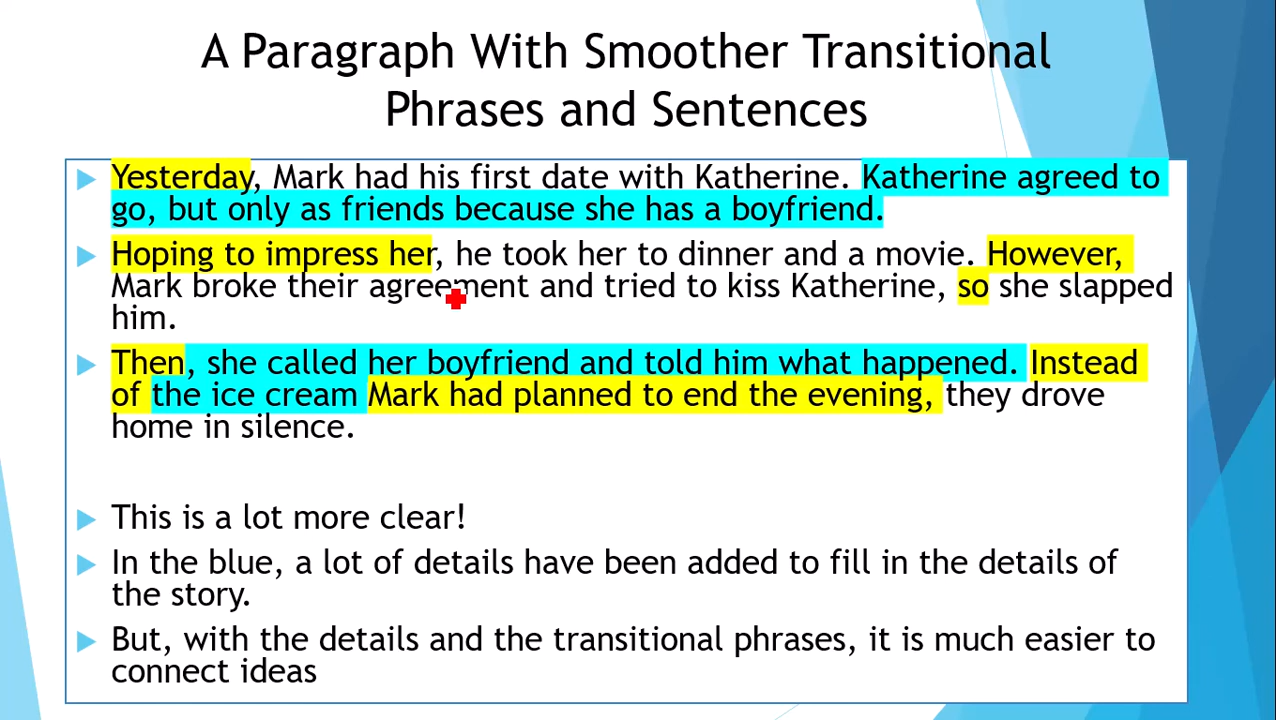 A Paragraph With Smoother Transitional
Phrases and Sentences
Yesterday, Mark had his first date with Katherine. Katherine agreed to
go, but only as friends because she has a boyfriend.
Hoping to impress her, he took her to dinner and a movie. However,
Mark broke their agreement and tried to kiss Katherine, so she slapped
him.
Then, she called her boyfriend and told him what happened. Instead
of the ice cream Mark had planned to end the evening, they drove
home in silence.
This is a lot more clear!
In the blue, a lot of details have been added to fill in the details of
the story.
But, with the details and the transitional phrases, it is much easier to
connect ideas